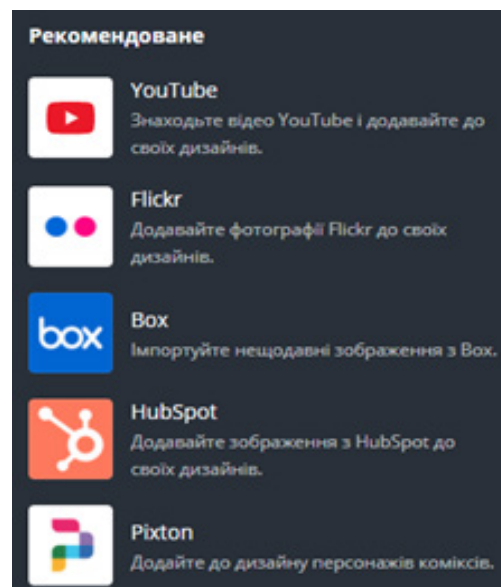 Рекомендоване
YouTube
Знаходьте відео YouTube і додавайте до
своїх дизайнів.
Flickr
Додавайте фотографії Flickr до своїх
дизайнів.
box
Box
Імпортуйте нещодавні зображення з Box.
HubSpot
Додавайте зображення з HubSpot до
своїх дизайнів.
Pixton
Додайте до дизайну персонажів коміксів.